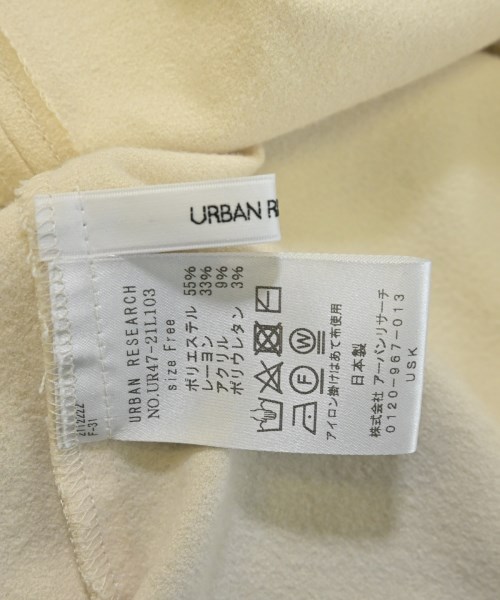 URBAN R
URBAN RESEARCH
NO.UR47-21L103
size Free
ポリエステル 55%
レーヨン 33%
アクリル 9%
ポリウレタン 3%
F
W
アイロン掛けはあて布使用
日本製
株式会社 アーバンリサーチ
0120-967-013
USK
F-31